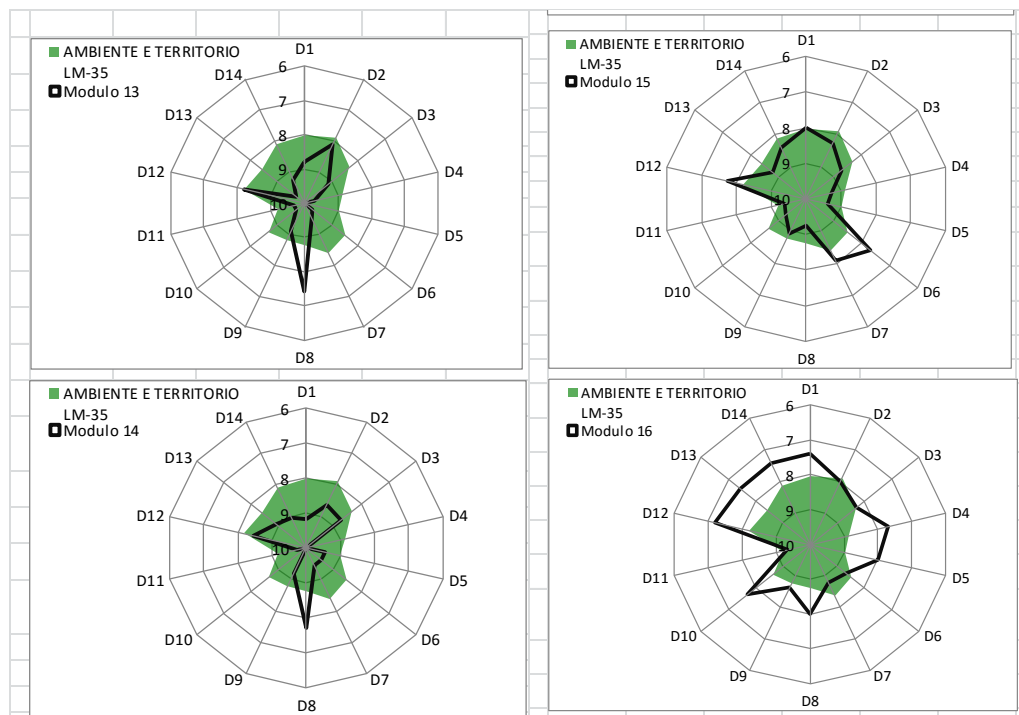 AMBIENTE E TERRITORIO
LM-35
Modulo 13
D1
D2
D3
D4
D5
D6
D7
D8
D9
D10
D11
D12
D13
D14
6
7
8
9
10
AMBIENTE E TERRITORIO
LM-35
Modulo 15
D1
D2
D3
D4
D5
D6
D7
D8
D9
D10
D11
D12
D13
D14
6
7
8
9
10
AMBIENTE E TERRITORIO
LM-35
Modulo 14
D1
D2
D3
D4
D5
D6
D7
D8
D9
D10
D11
D12
D13
D14
6
7
8
9
10
AMBIENTE E TERRITORIO
LM-35
Modulo 16
D1
D2
D3
D4
D5
D6
D7
D8
D9
D10
D11
D12
D13
D14
6
7
8
9
10